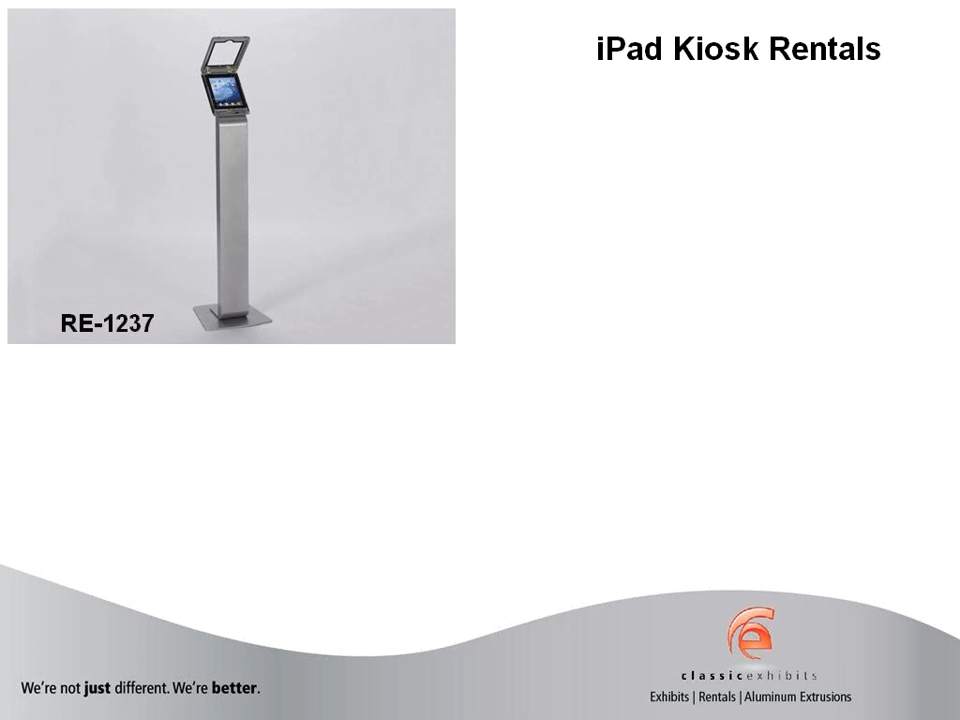 iPad Kiosk Rentals
RE-1237
We're not just different. We're better.
classicexhibits
Exhibits | Rentals | Aluminum Extrusions